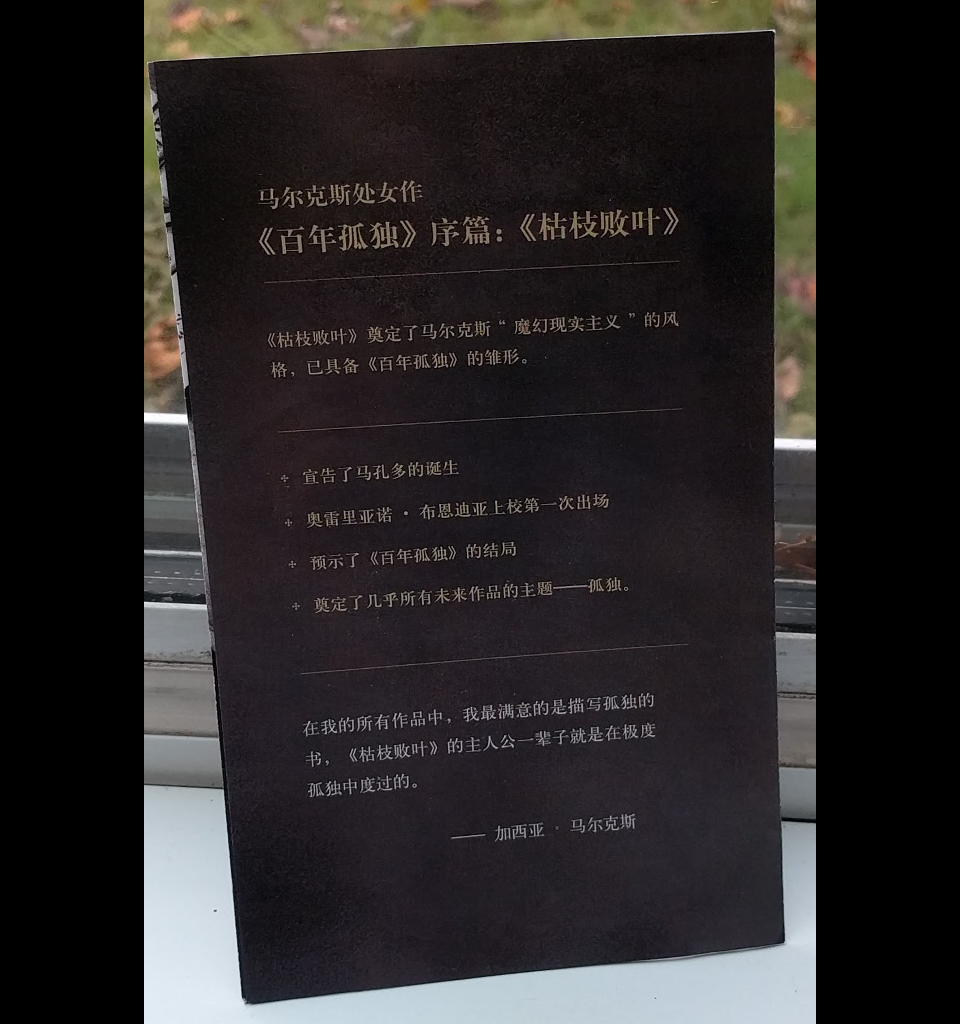 马尔克斯处女作
《百年孤独》序篇：《枯枝败叶》
《枯枝败叶》奠定了马尔克斯“魔幻现实主义”的风
格，已具备《百年孤独》的雏形。
宣告了马孔多的诞生
奥雷里亚诺·布恩迪亚上校第一次出场
预示了《百年孤独》的结局
奠定了几乎所有未来作品的主题——孤独。
在我的所有作品中，我最满意的是描写孤独的
书，《枯枝败叶》的主人公一辈子就是在极度
孤独中度过的。
—— 加西亚·马尔克斯